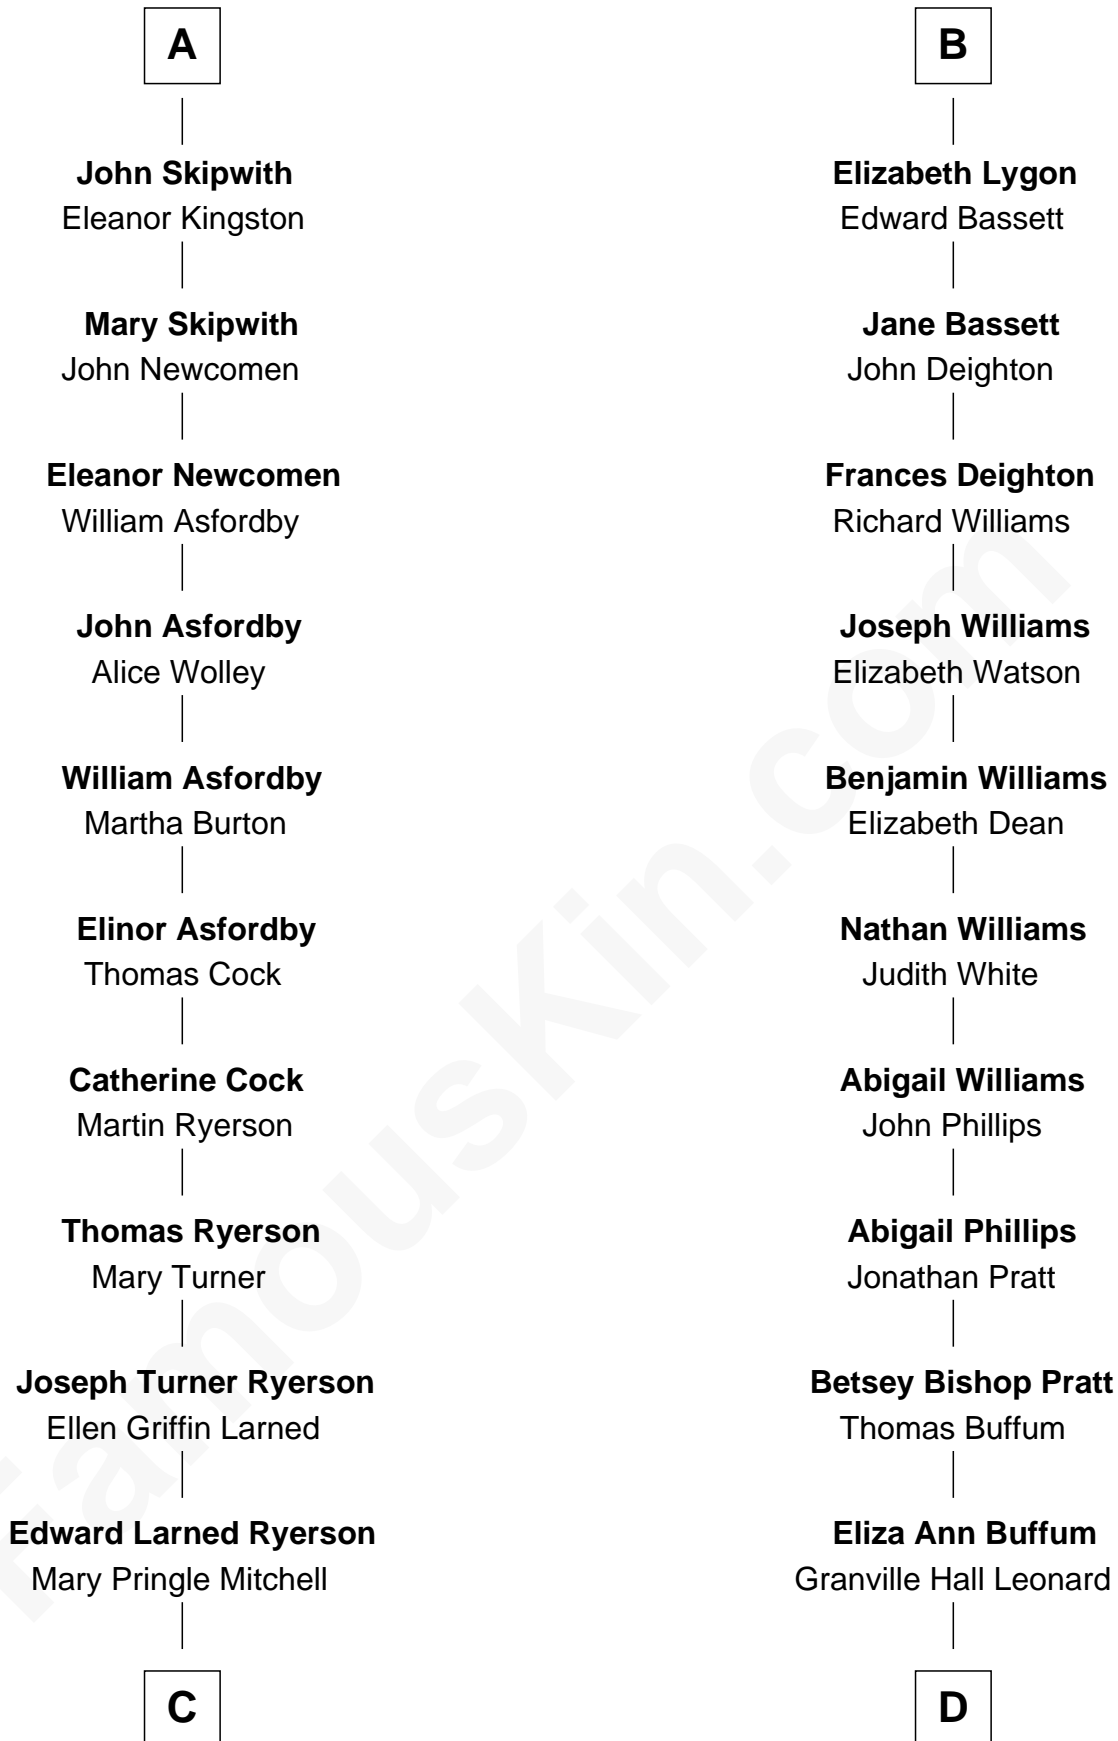 A
John Skipwith
Eleanor Kingston
Mary Skipwith
John Newcomen
Eleanor Newcomen
William Asfordby
John Asfordby
Alice Wolley
William Asfordby
Martha Burton
Elinor Asfordby
Thomas Cock
Catherine Cock
Martin Ryerson
Thomas Ryerson
Mary Turner
Joseph Turner Ryerson
Ellen Griffin Larned
Edward Larned Ryerson
Mary Pringle Mitchell
C
B
Elizabeth Lygon
Edward Bassett
Jane Bassett
John Deighton
Frances Deighton
Richard Williams
Joseph Williams
Elizabeth Watson
Benjamin Williams
Elizabeth Dean
Nathan Williams
Judith White
Abigail Williams
John Phillips
Abigail Phillips
Jonathan Pratt
Betsey Bishop Pratt
Thomas Buffum
Eliza Ann Buffum
Granville Hall Leonard
D
FamousKin.com